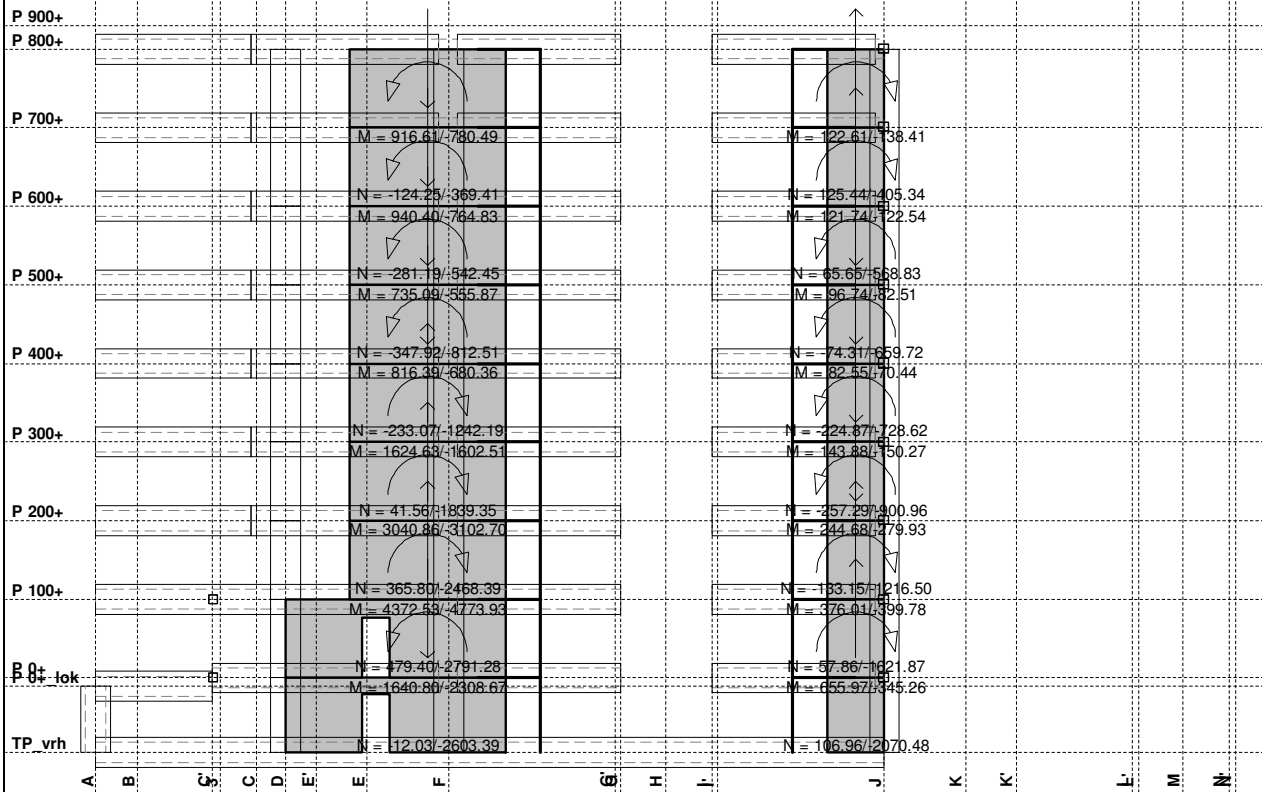 P 900+
P 800+
P 700+
M = 916.61/-780.49
M = 122.61/-138.41
P 600+
N = -124.25/-369.41
N = 125.44/-405.34
M = 940.40/-764.83
M = 121.74/-122.54
P 500+
N = -281.19/-542.45
N = 65.65/-568.83
M = 735.09/-555.87
M = 96.74/-82.51
P 400+
N = -347.92/-812.51
N = -74.31/-659.72
M = 816.39/-680.36
M = 82.55/-70.44
P 300+
N = -233.07/-1242.19
N = -224.87/-728.62
M = 1624.63/-1602.51
M = 143.88/-150.27
P 200+
N = 41.56/-1839.35
N = -257.29/-900.96
M = 3040.86/-3102.70
M = 244.68/-279.93
P 100+
N = 365.80/-2468.39
N = -133.15/-1216.50
M = 4372.53/-4773.93
M = 376.01/-399.78
P 0+
N = 479.40/-2791.28
N = 57.86/-1621.87
P 0+_lok
M = 1640.80/-2308.67
M = 655.97/-345.26
TP_vrh
N = -12.03/-2603.39
N = 106.96/-2070.48
A
B
C
D
E'
E
F
H
I'
J
K
K'
M